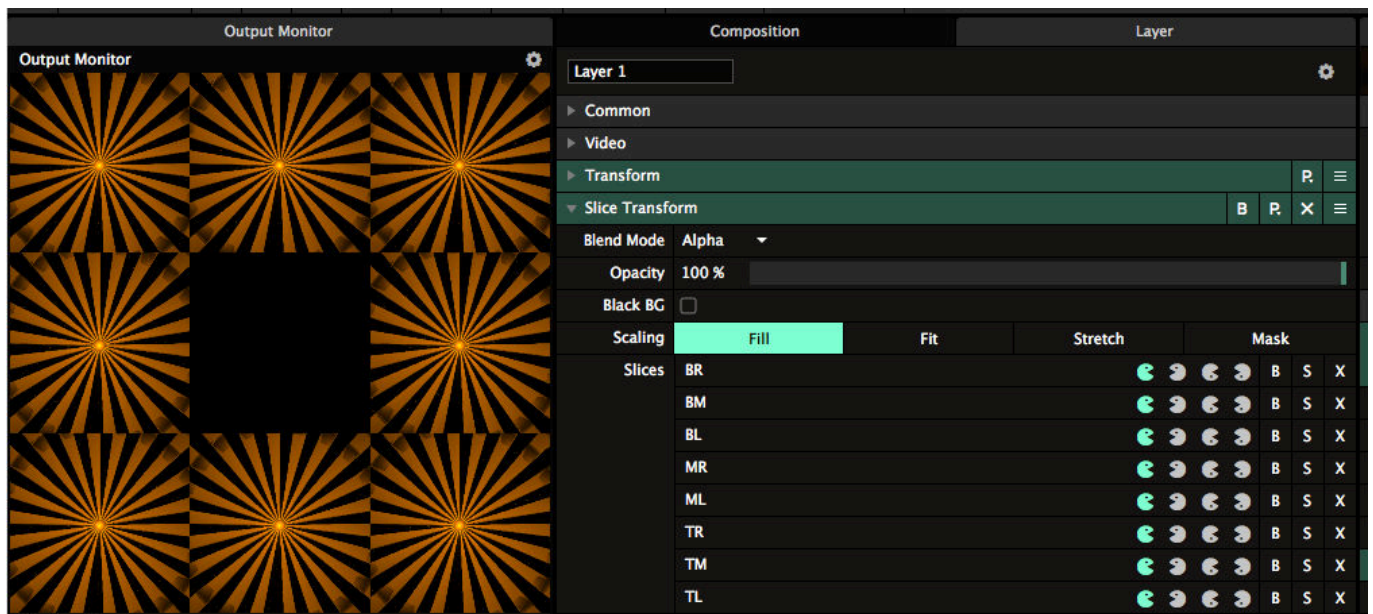 Output Monitor
Composition
Layer
Output Monitor
Layer 1
Common
Video
Transform P.
Slice Transform B P. X
Blend Mode Alpha
Opacity 100 %
Black BG
Scaling Fill Fit Stretch Mask
Slices BR B S X
BM B S X
BL B S X
MR B S X
ML B S X
TR B S X
TM B S X
TL B S X